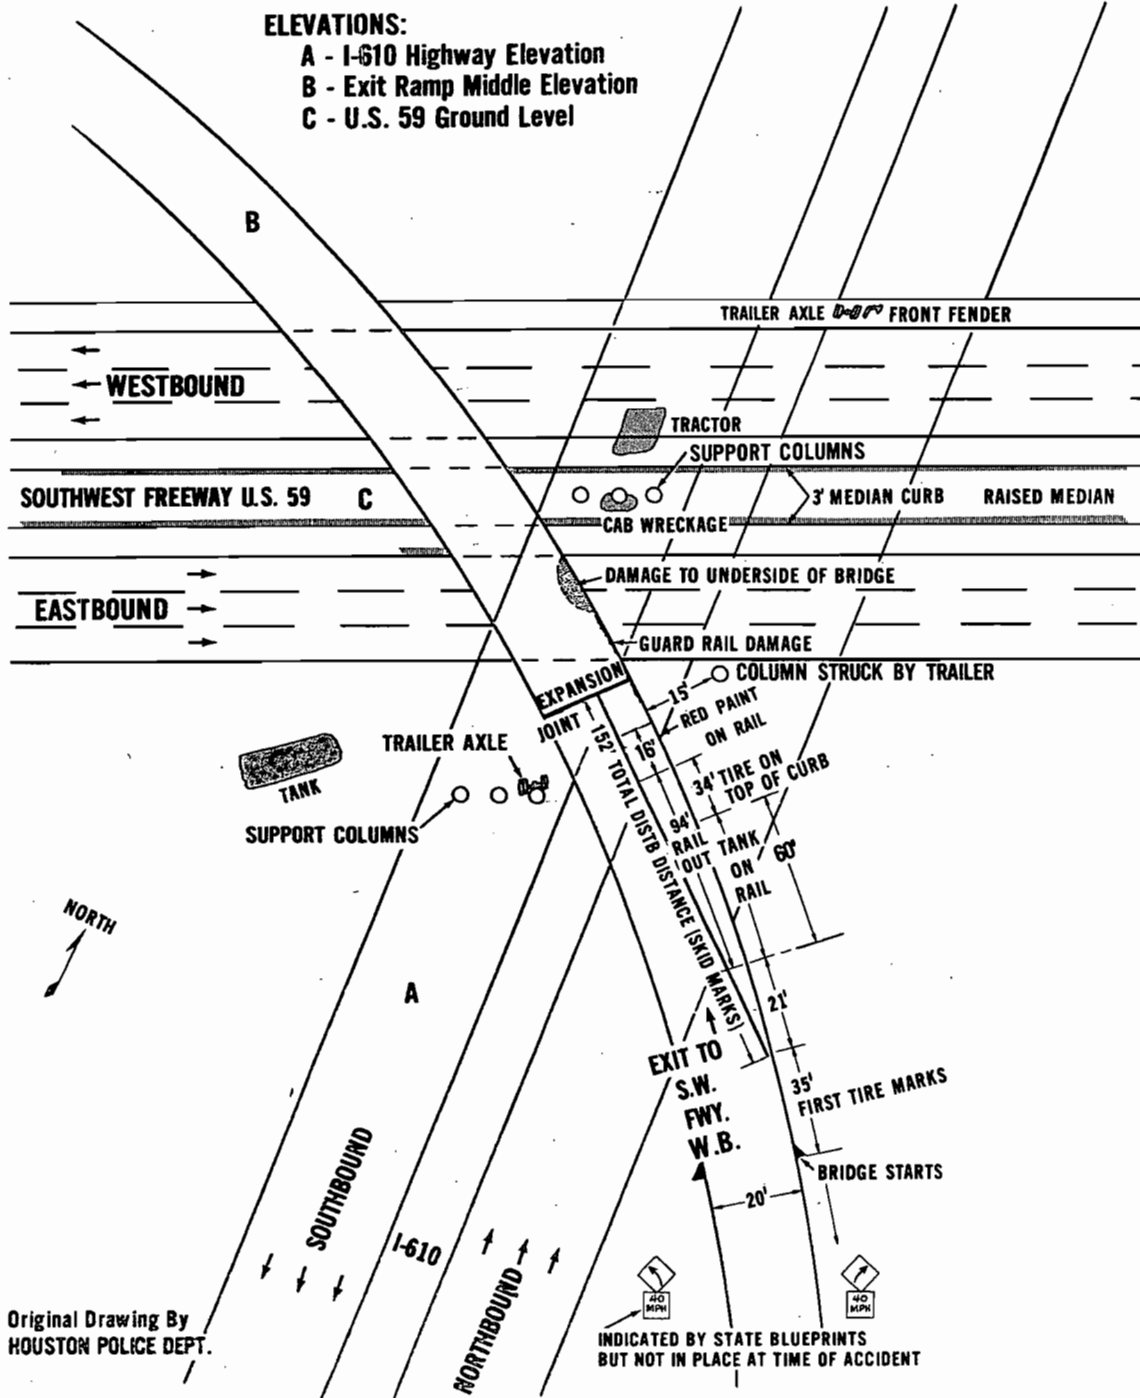 ELEVATIONS:
A - I-610 Highway Elevation
B - Exit Ramp Middle Elevation
C - U.S. 59 Ground Level
B
TRAILER AXLE
FRONT FENDER
WESTBOUND
TRACTOR
SUPPORT COLUMNS
SOUTHWEST FREEWAY U.S. 59
C
3' MEDIAN CURB
RAISED MEDIAN
CAB WRECKAGE
DAMAGE TO UNDERSIDE OF BRIDGE
EASTBOUND
GUARD RAIL DAMAGE
COLUMN STRUCK BY TRAILER
EXPANSION
JOINT
15'
RED PAINT
ON RAIL
16'
TRAILER AXLE
34' TIRE ON
TOP OF CURB
TANK
SUPPORT COLUMNS
152' TOTAL DISTB DISTANCE (SKID MARKS)
94'
RAIL
OUT
TANK
ON
RAIL
60'
NORTH
A
21'
EXIT TO
S.W.
FWY.
W.B.
35'
FIRST TIRE MARKS
BRIDGE STARTS
20'
SOUTHBOUND
I-610
NORTHBOUND
40
MPH
40
MPH
INDICATED BY STATE BLUEPRINTS
BUT NOT IN PLACE AT TIME OF ACCIDENT
Original Drawing By
HOUSTON POLICE DEPT.